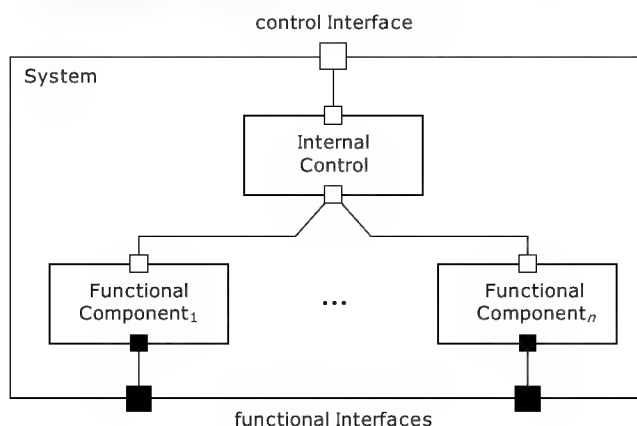 control Interface
System
Internal
Control
Functional
Component₁
...
Functional
Componentₙ
functional Interfaces